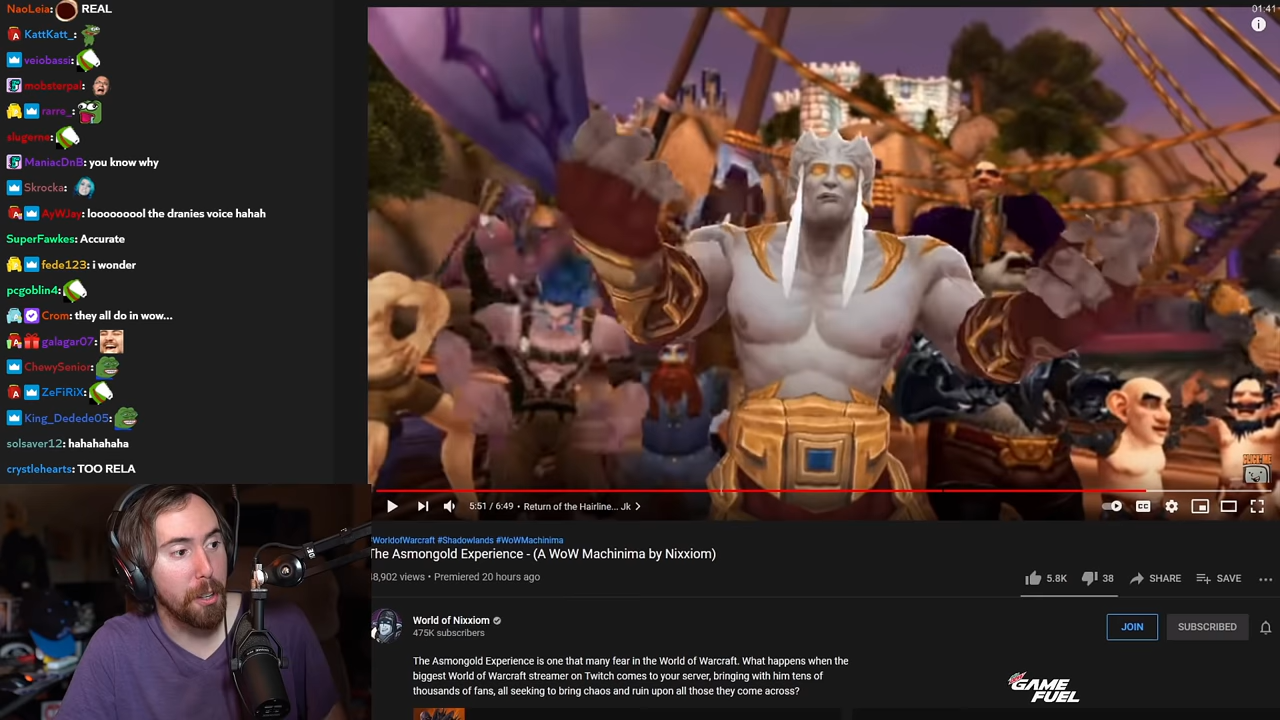 NaoLeia: REAL
KattKatt_:
veiobassi:
mobsterpal:
rarre_:
slugerne:
ManiacDnB: you know why
Skrocka:
AyWJay: looooooool the dranies voice hahah
SuperFawkes: Accurate
fede123: i wonder
pcgoblin4:
Crom: they all do in wow...
galagar07:
ChewySenior:
ZeFiRiX:
King_Dedede05:
solsaver12: hahahahaha
crystlehearts: TOO RELA
01:41
5:51 / 6:49 • Return of the Hairline... Jk
CC
#WorldofWarcraft #Shadowlands #WoWMachinima
The Asmongold Experience - (A WoW Machinima by Nixxiom)
8,902 views • Premiered 20 hours ago
5.8K
38
SHARE
SAVE
World of Nixxiom
475K subscribers
JOIN
SUBSCRIBED
The Asmongold Experience is one that many fear in the World of Warcraft. What happens when the
biggest World of Warcraft streamer on Twitch comes to your server, bringing with him tens of
thousands of fans, all seeking to bring chaos and ruin upon all those they come across?
GAME
FUEL